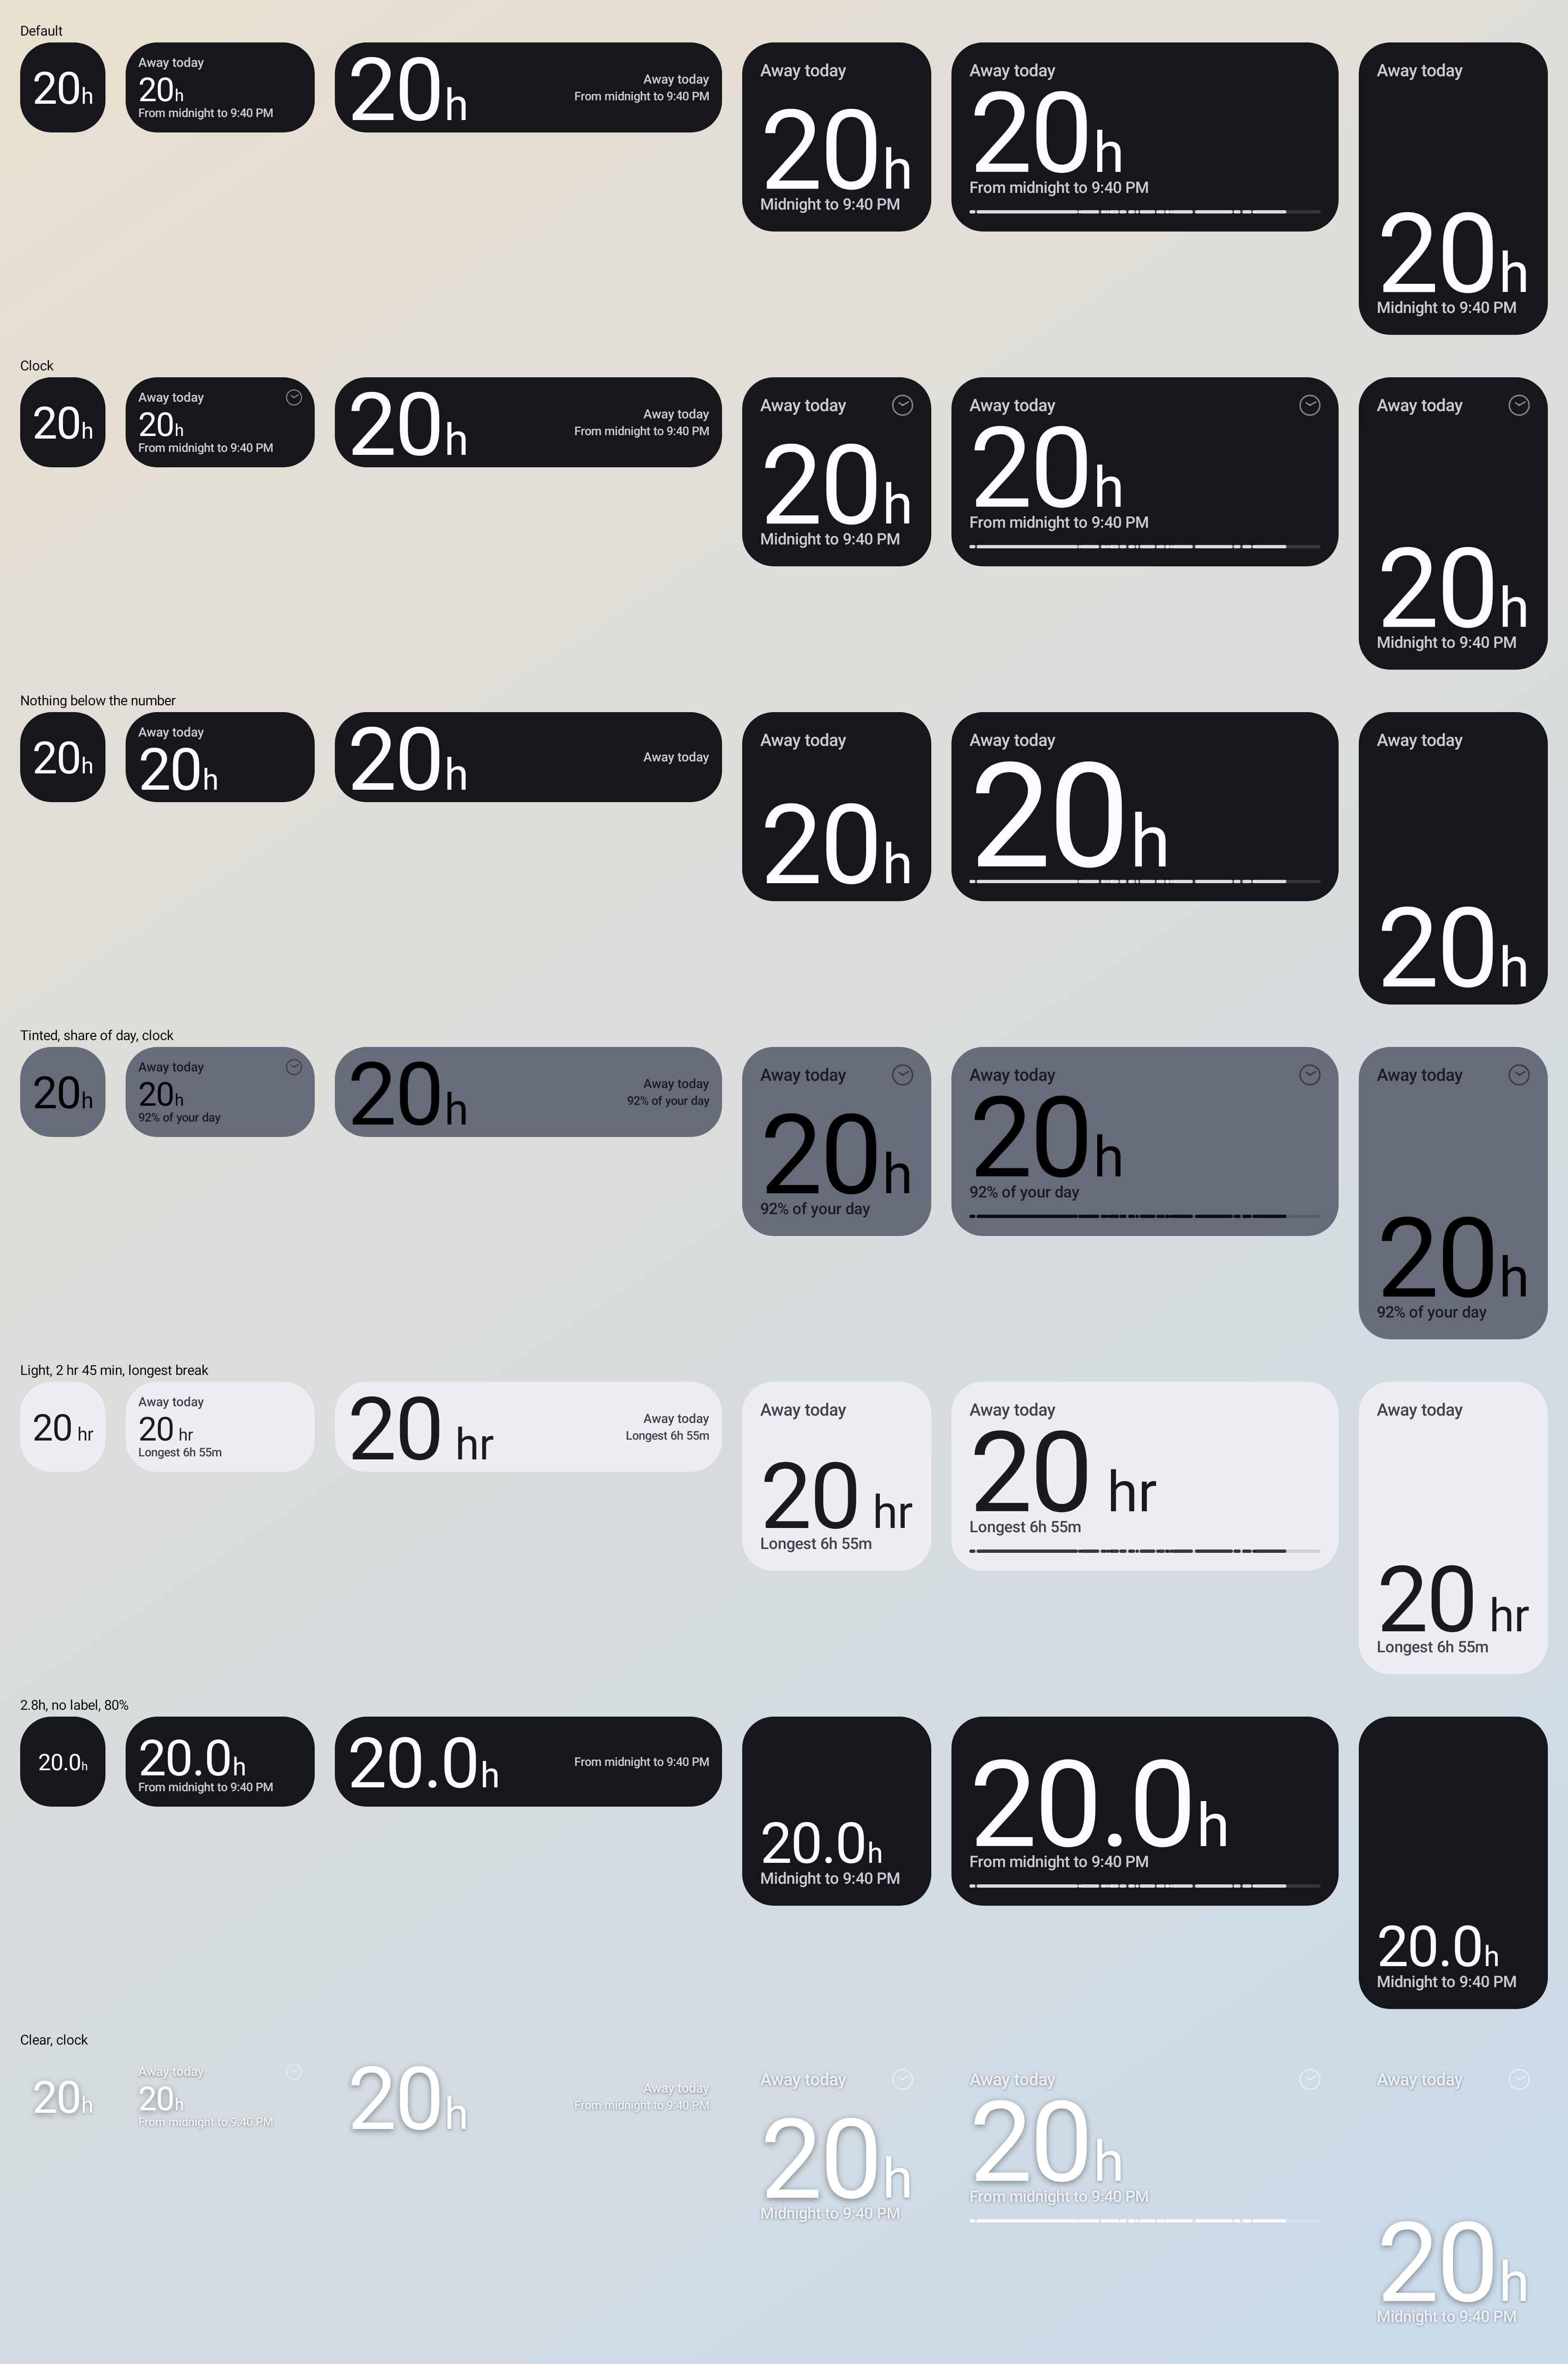 Default
20h
Away today
20h
From midnight to 9:40 PM
20h
Away today
From midnight to 9:40 PM
Away today
20h
Midnight to 9:40 PM
Away today
20h
From midnight to 9:40 PM
Away today
20h
Midnight to 9:40 PM
Clock
20h
Away today
20h
From midnight to 9:40 PM
20h
Away today
From midnight to 9:40 PM
Away today
20h
Midnight to 9:40 PM
Away today
20h
From midnight to 9:40 PM
Away today
20h
Midnight to 9:40 PM
Nothing below the number
20h
Away today
20h
20h
Away today
Away today
20h
Away today
20h
Away today
20h
Tinted, share of day, clock
20h
Away today
20h
92% of your day
20h
Away today
92% of your day
Away today
20h
92% of your day
Away today
20h
92% of your day
Away today
20h
92% of your day
Light, 2 hr 45 min, longest break
20 hr
Away today
20 hr
Longest 6h 55m
20 hr
Away today
Longest 6h 55m
Away today
20 hr
Longest 6h 55m
Away today
20 hr
Longest 6h 55m
Away today
20 hr
Longest 6h 55m
2.8h, no label, 80%
20.0h
20.0h
From midnight to 9:40 PM
20.0h
From midnight to 9:40 PM
20.0h
Midnight to 9:40 PM
20.0h
From midnight to 9:40 PM
20.0h
Midnight to 9:40 PM
Clear, clock
20h
Away today
20h
From midnight to 9:40 PM
20h
Away today
From midnight to 9:40 PM
Away today
20h
Midnight to 9:40 PM
Away today
20h
From midnight to 9:40 PM
Away today
20h
Midnight to 9:40 PM